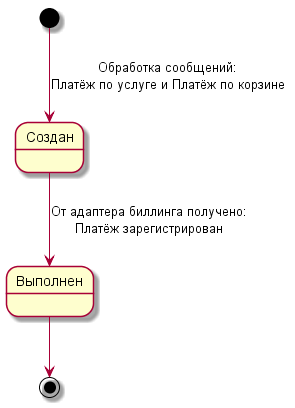 Обработка сообщений:
Платёж по услуге и Платёж по корзине
Создан
От адаптера биллинга получено:
Платёж зарегистрирован
Выполнен